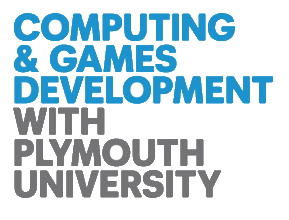 COMPUTING
& GAMES
DEVELOPMENT
WITH
PLYMOUTH
UNIVERSITY